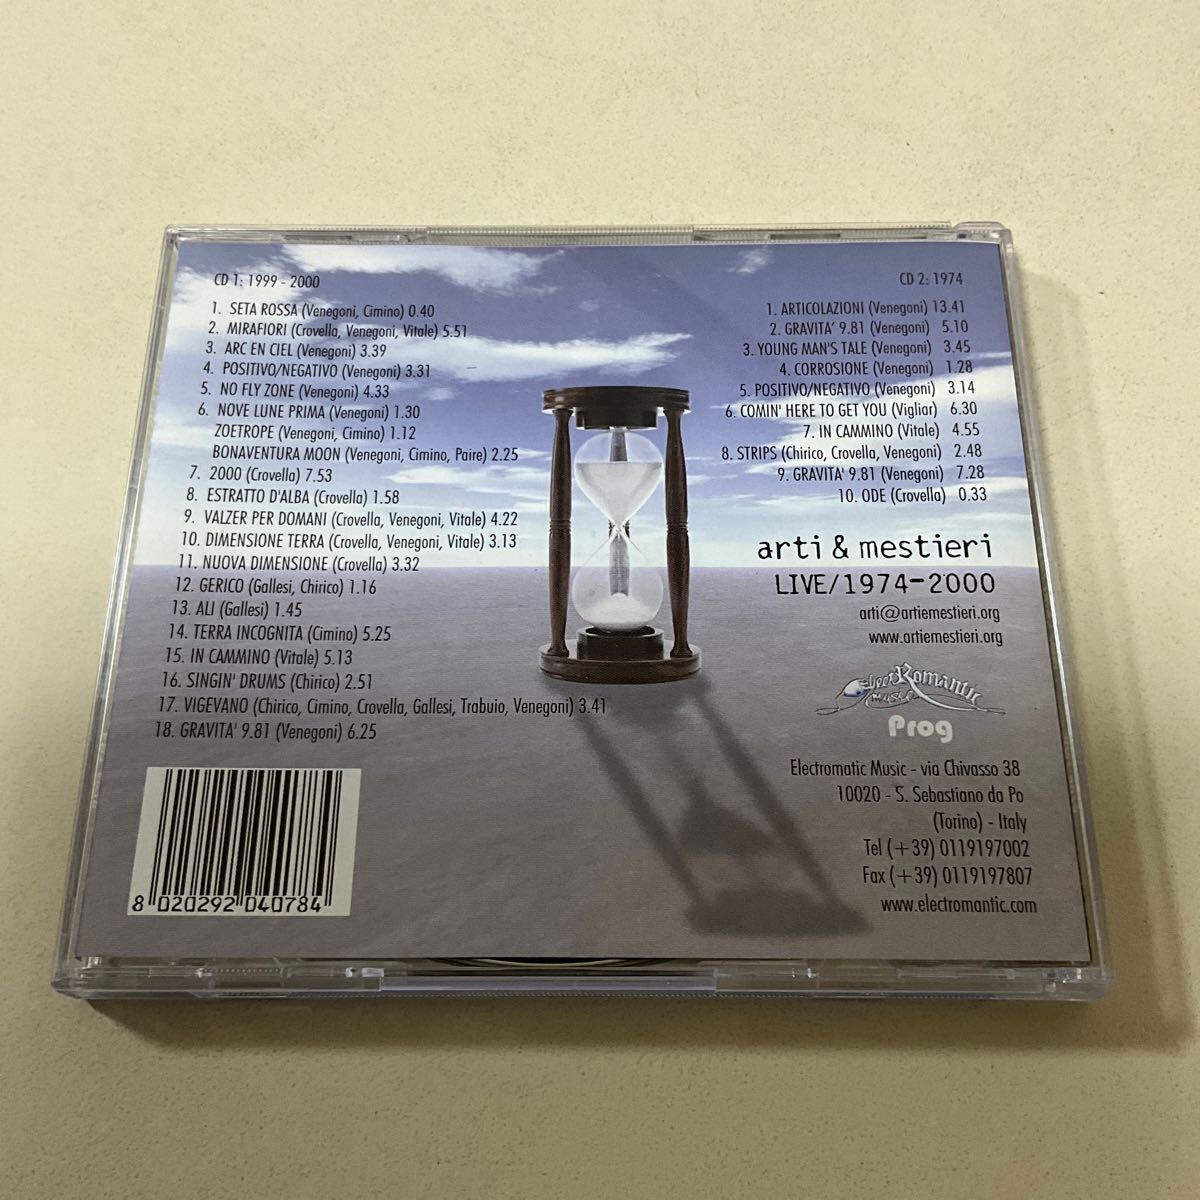 CD 1: 1999 - 2000
1. SETA ROSSA (Venegoni, Cimino) 0.40
2. MIRAFIORI (Crovella, Venegoni, Vitale) 5.51
3. ARC EN CIEL (Venegoni) 3.39
4. POSITIVO/NEGATIVO (Venegoni) 3.31
5. NO FLY ZONE (Venegoni) 4.33
6. NOVE LUNE PRIMA (Venegoni) 1.30
ZOETROPE (Venegoni, Cimino) 1.12
BONAVENTURA MOON (Venegoni, Cimino, Paire) 2.25
7. 2000 (Crovella) 7.53
8. ESTRATTO D'ALBA (Crovella) 1.58
9. VALZER PER DOMANI (Crovella, Venegoni, Vitale) 4.22
10. DIMENSIONE TERRA (Crovella, Venegoni, Vitale) 3.13
11. NUOVA DIMENSIONE (Crovella) 3.32
12. GERICO (Gallesi, Chirico) 1.16
13. ALI (Gallesi) 1.45
14. TERRA INCOGNITA (Cimino) 5.25
15. IN CAMMINO (Vitale) 5.13
16. SINGIN' DRUMS (Chirico) 2.51
17. VIGEVANO (Chirico, Cimino, Crovella, Gallesi, Trabuio, Venegoni) 3.41
18. GRAVITA' 9.81 (Venegoni) 6.25
8 020292 040784
CD 2: 1974
1. ARTICOLAZIONI (Venegoni) 13.41
2. GRAVITA' 9.81 (Venegoni) 5.10
3. YOUNG MAN'S TALE (Venegoni) 3.45
4. CORROSIONE (Venegoni) 1.28
5. POSITIVO/NEGATIVO (Venegoni) 3.14
6. COMIN' HERE TO GET YOU (Vigliar) 6.30
7. IN CAMMINO (Vitale) 4.55
8. STRIPS (Chirico, Crovella, Venegoni) 2.48
9. GRAVITA' 9.81 (Venegoni) 7.28
10. ODE (Crovella) 0.33
arti & mestieri
LIVE/1974-2000
arti@artiemestieri.org
www.artiemestieri.org
electRomantic
music
Prog
Electromatic Music - via Chivasso 38
10020 - S. Sebastiano da Po
(Torino) - Italy
Tel (+39) 0119197002
Fax (+39) 0119197807
www.electromantic.com